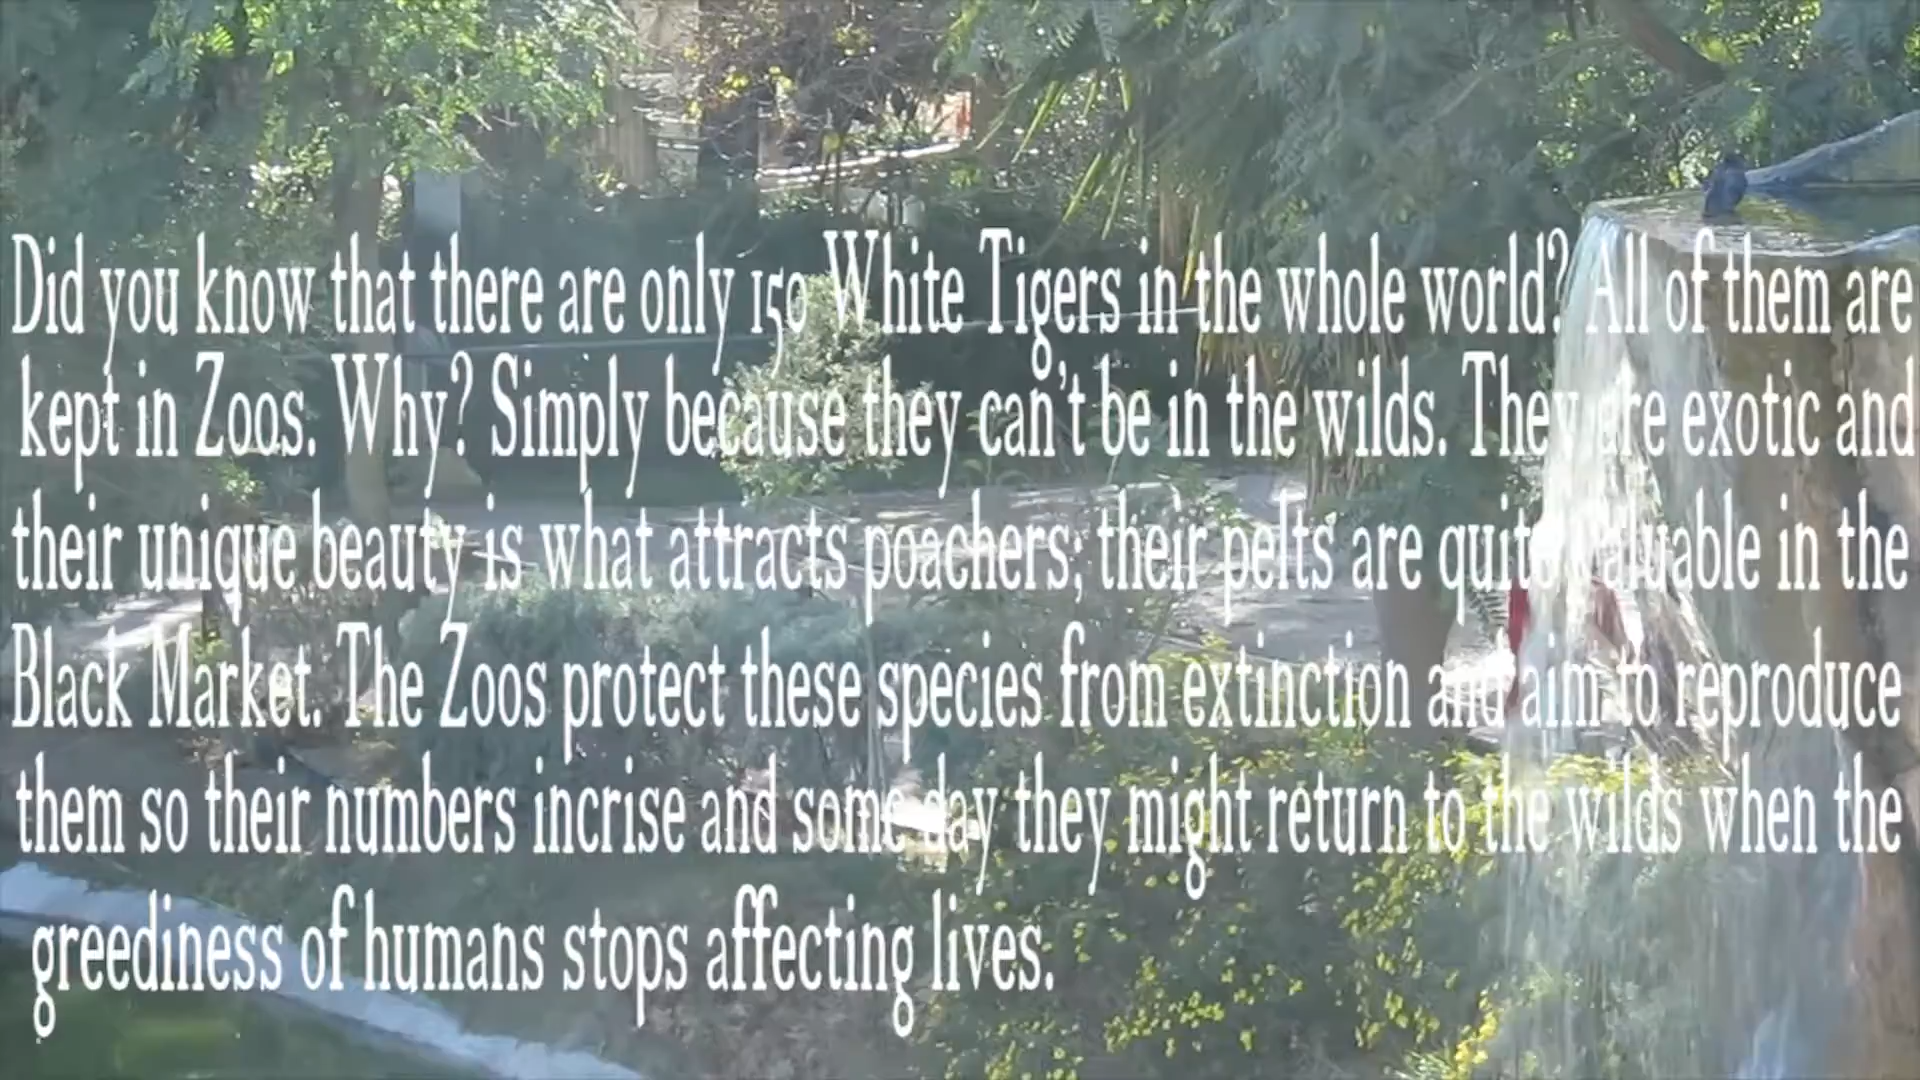 Did you know that there are only 150 White Tigers in the whole world? All of them are
kept in Zoos. Why? Simply because they can't be in the wilds. They are exotic and
their unique beauty is what attracts poachers; their pelts are quite valuable in the
Black Market. The Zoos protect these species from extinction and aim to reproduce
them so their numbers incrise and some day they might return to the wilds when the
greediness of humans stops affecting lives.